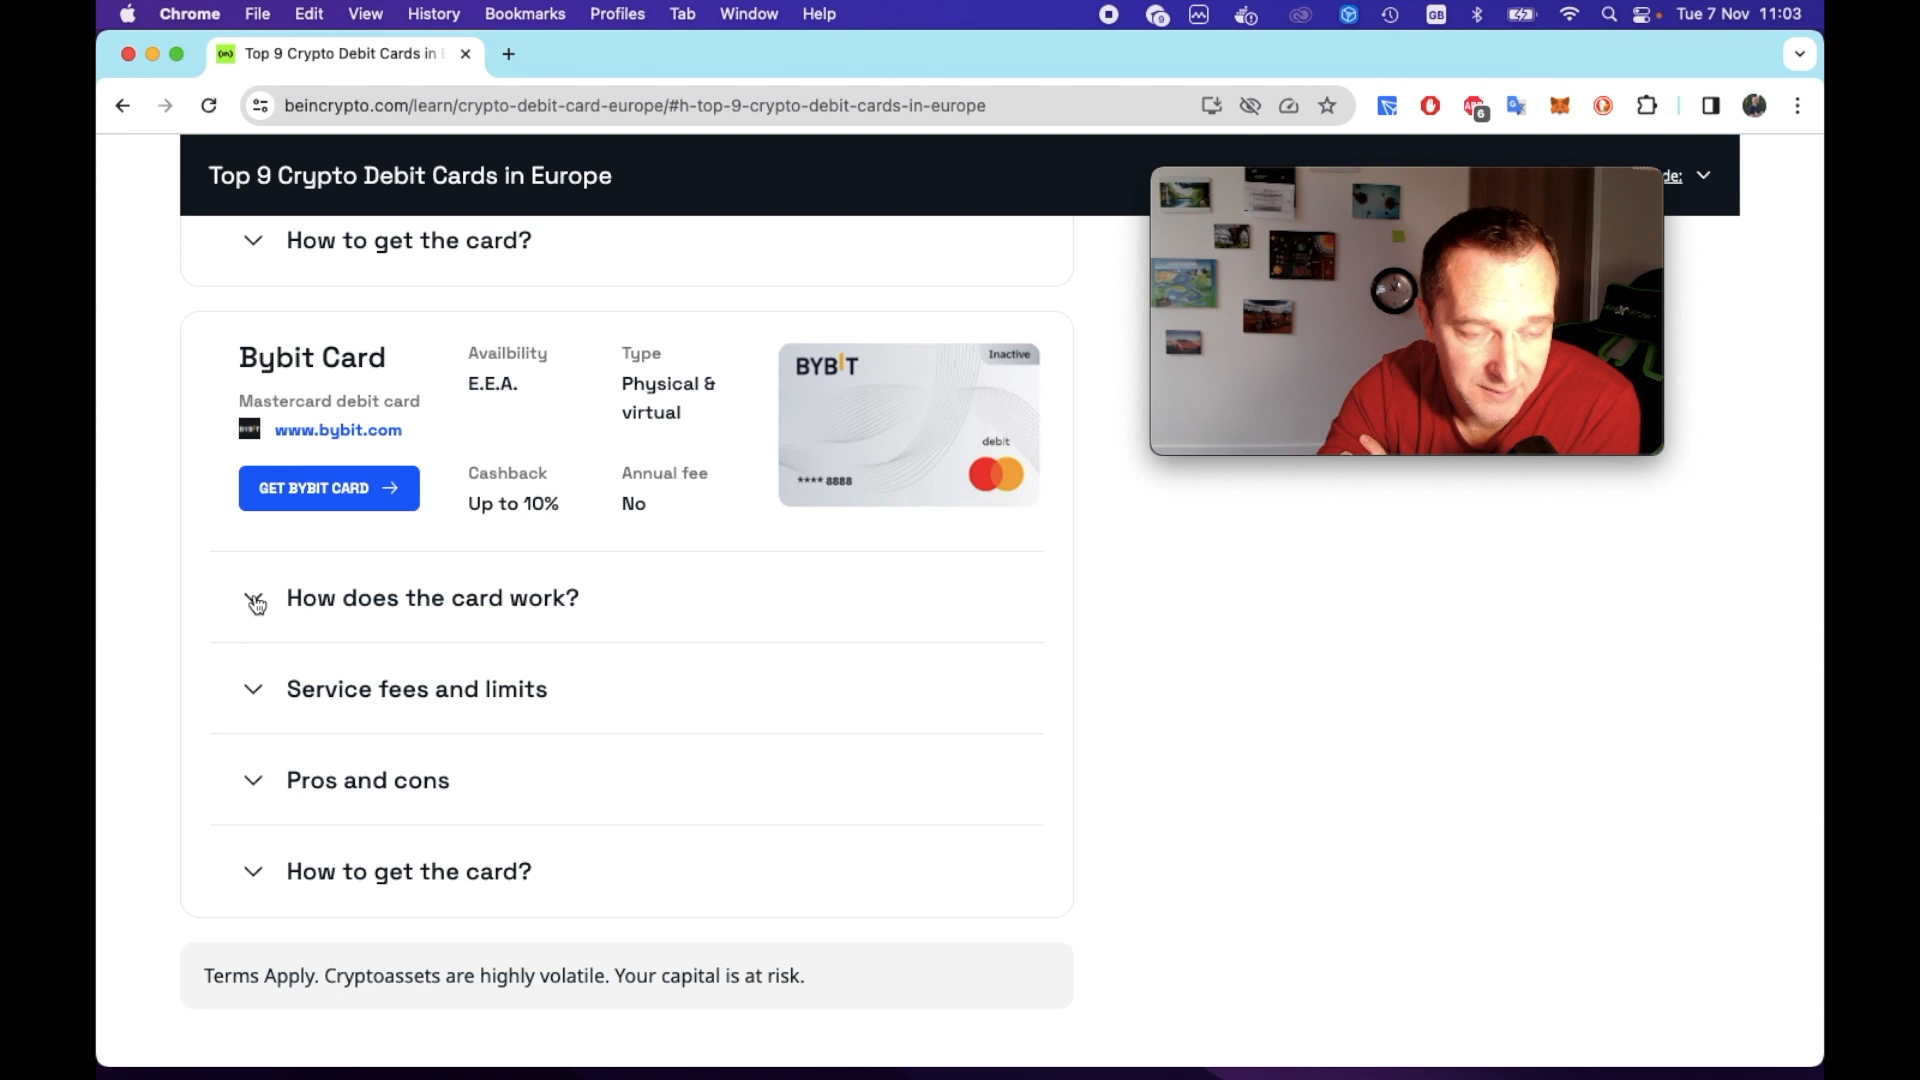 Chrome File Edit View History Bookmarks Profiles Tab Window Help
9
GB
Tue 7 Nov 11:03
Top 9 Crypto Debit Cards in
beincrypto.com/learn/crypto-debit-card-europe/#h-top-9-crypto-debit-cards-in-europe
ABP
6
Top 9 Crypto Debit Cards in Europe
de:
How to get the card?
Bybit Card
Mastercard debit card
www.bybit.com
GET BYBIT CARD
Availbility
E.E.A.
Type
Physical &
virtual
Cashback
Up to 10%
Annual fee
No
BYBIT
Inactive
debit
**** 8888
How does the card work?
Service fees and limits
Pros and cons
How to get the card?
Terms Apply. Cryptoassets are highly volatile. Your capital is at risk.